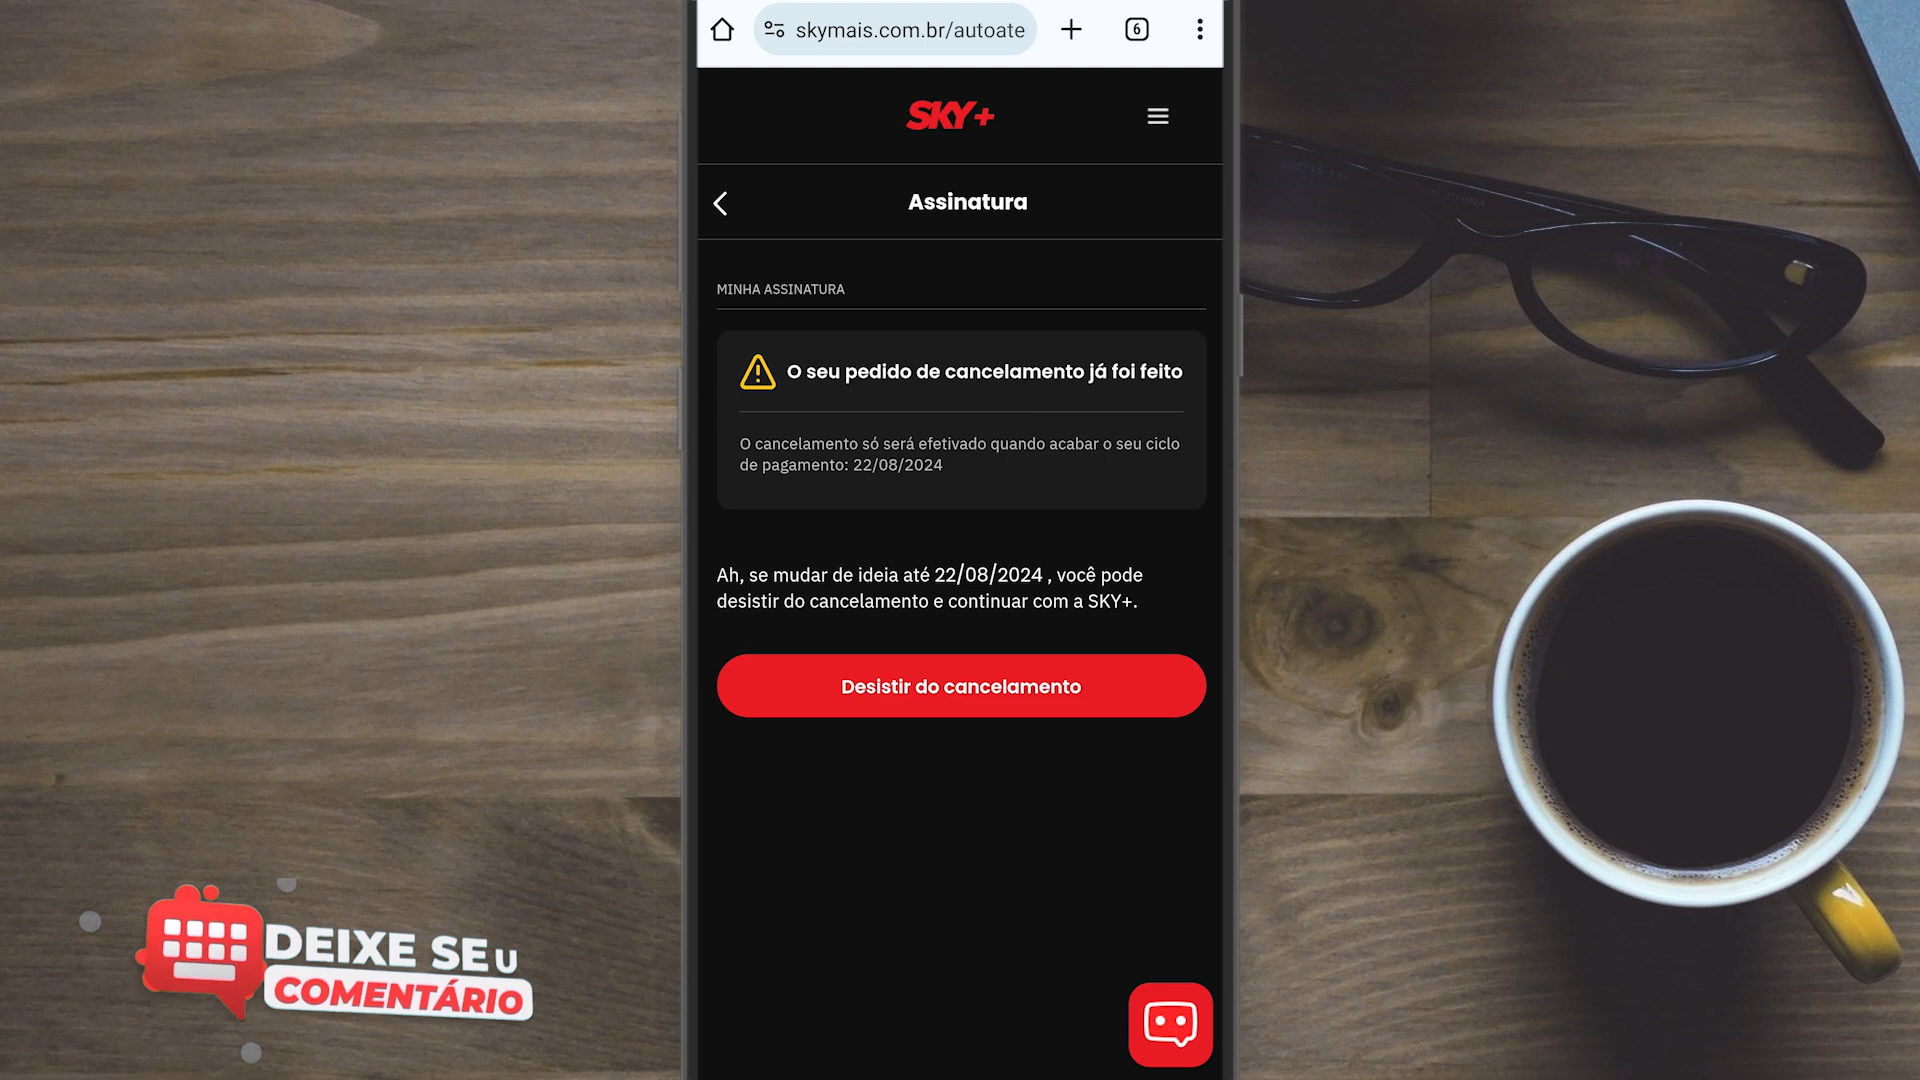 skymais.com.br/autoate
6
SKY+
Assinatura
MINHA ASSINATURA
O seu pedido de cancelamento já foi feito
O cancelamento só será efetivado quando acabar o seu ciclo
de pagamento: 22/08/2024
Ah, se mudar de ideia até 22/08/2024 , você pode
desistir do cancelamento e continuar com a SKY+.
Desistir do cancelamento
DEIXE SEU
COMENTÁRIO
CHINA